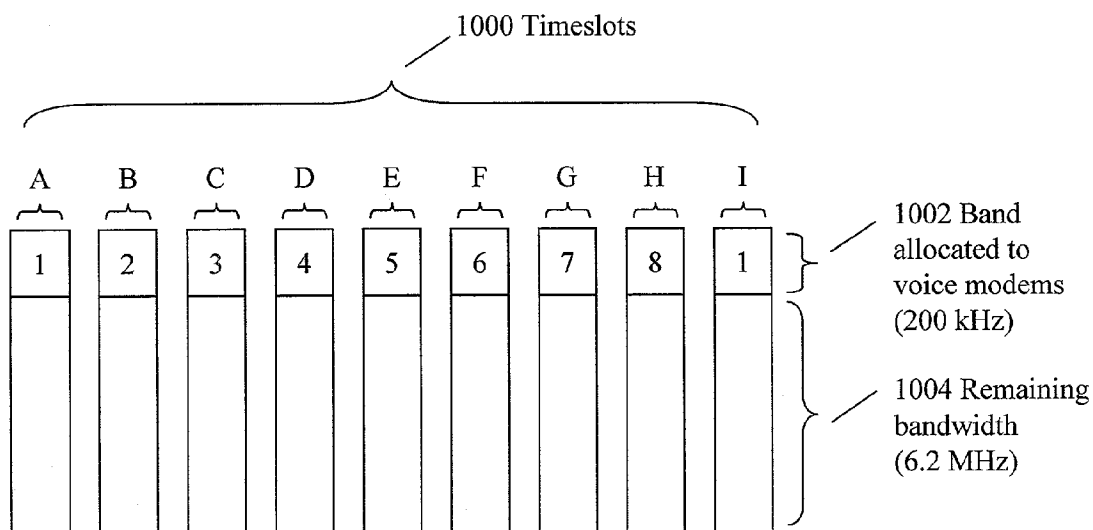 1000 Timeslots
A B C D E F G H I
1 2 3 4 5 6 7 8 1
1002 Band
allocated to
voice modems
(200 kHz)
1004 Remaining
bandwidth
(6.2 MHz)